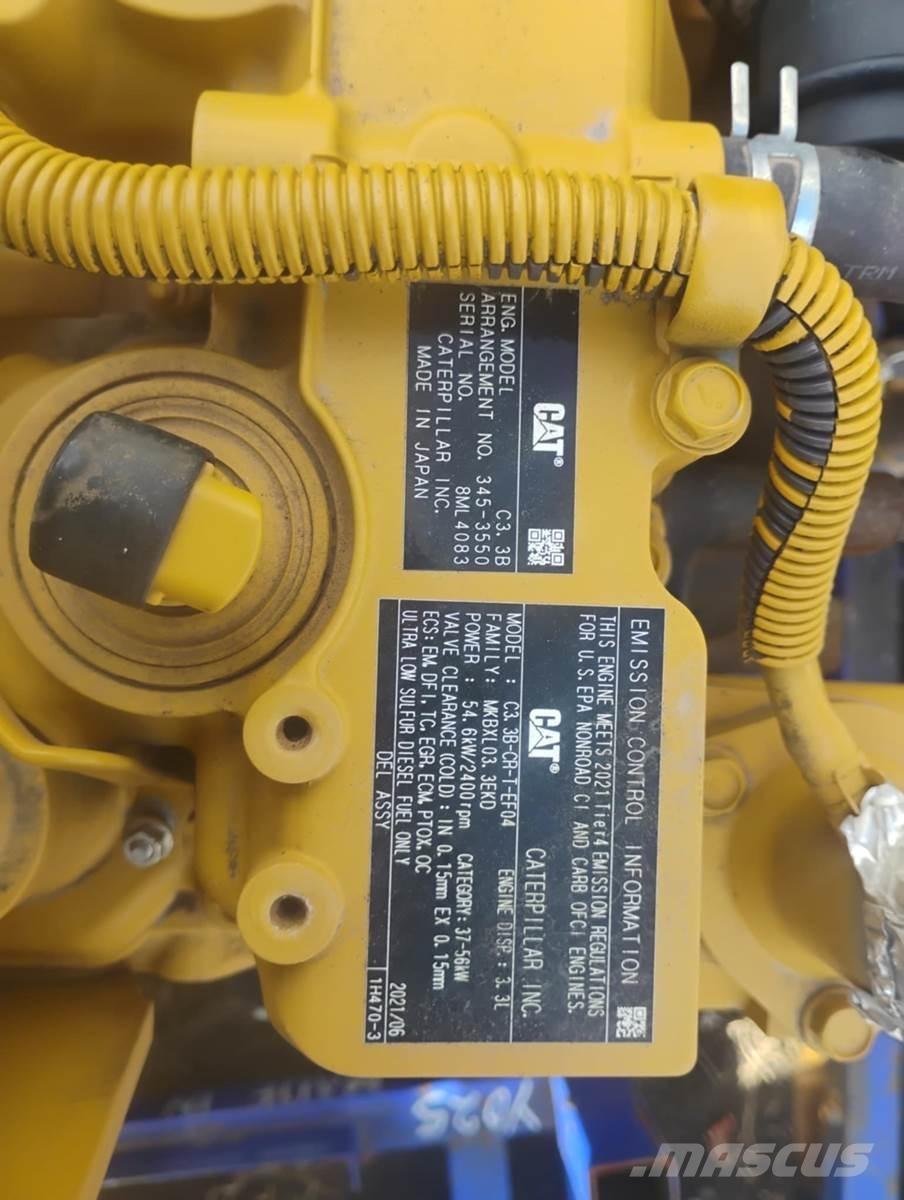 CAT®
ENG. MODEL C3.3B
ARRANGEMENT NO. 345-3550
SERIAL NO. 8ML4083
CATERPILLAR INC.
MADE IN JAPAN
EMISSION CONTROL INFORMATION
THIS ENGINE MEETS 2021 Tier4 EMISSION REGULATIONS
FOR U.S. EPA NONROAD CI AND CARB OFCI ENGINES.
CAT® CATERPILLAR INC.
MODEL : C3.3B-CR-T-EF04 ENGINE DISP.: 3.3L
FAMILY: MKBXL03.3EKD
POWER : 54.6kW/2400rpm CATEGORY:37-56kW
VALVE CLEARANCE(COLD): IN 0.15mm EX 0.15mm
ECS: EM, DFI, TC, EGR, ECM, PTOX, OC
ULTRA LOW SULFUR DIESEL FUEL ONLY
DEL ASSY 2021/06
1H470-3
TRM
Y025
MASCUS